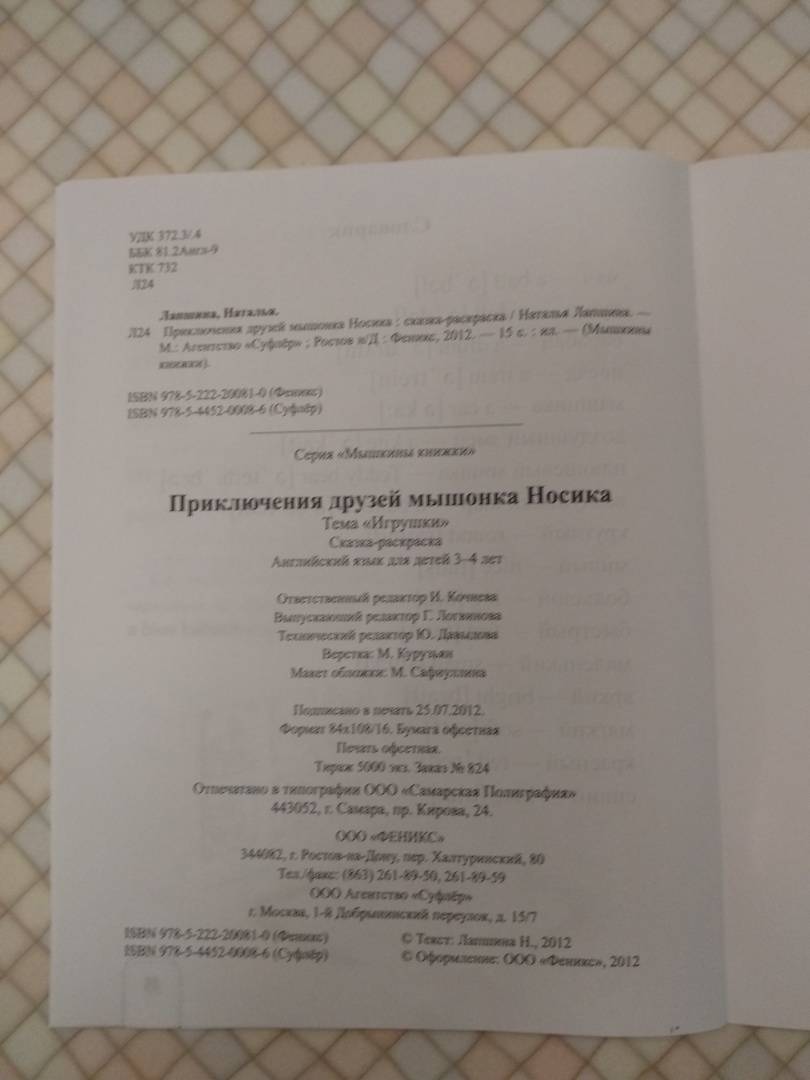 УДК 372.3/.4
ББК 81.2Англ-9
КТК 732
Л24
Лапшина, Наталья.
Л24 Приключения друзей мышонка Носика : сказка-раскраска / Наталья Лапшина. —
М.: Агентство «Суфлёр» ; Ростов н/Д : Феникс, 2012. — 15 с. : ил. — (Мышкины
книжки).
ISBN 978-5-222-20081-0 (Феникс)
ISBN 978-5-4452-0008-6 (Суфлёр)
Серия «Мышкины книжки»
Приключения друзей мышонка Носика
Тема «Игрушки»
Сказка-раскраска
Английский язык для детей 3–4 лет
Ответственный редактор И. Кочнева
Выпускающий редактор Г. Логвинова
Технический редактор Ю. Давыдова
Верстка: М. Курузьян
Макет обложки: М. Сафиуллина
Подписано в печать 25.07.2012.
Формат 84х108/16. Бумага офсетная
Печать офсетная.
Тираж 5000 экз. Заказ № 824
Отпечатано в типографии ООО «Самарская Полиграфия»
443052, г. Самара, пр. Кирова, 24.
ООО «ФЕНИКС»
344082, г. Ростов-на-Дону, пер. Халтуринский, 80
Тел./факс: (863) 261-89-50, 261-89-59
ООО Агентство «Суфлёр»
г. Москва, 1-й Добрынинский переулок, д. 15/7
ISBN 978-5-222-20081-0 (Феникс) © Текст: Лапшина Н., 2012
ISBN 978-5-4452-0008-6 (Суфлёр) © Оформление: ООО «Феникс», 2012